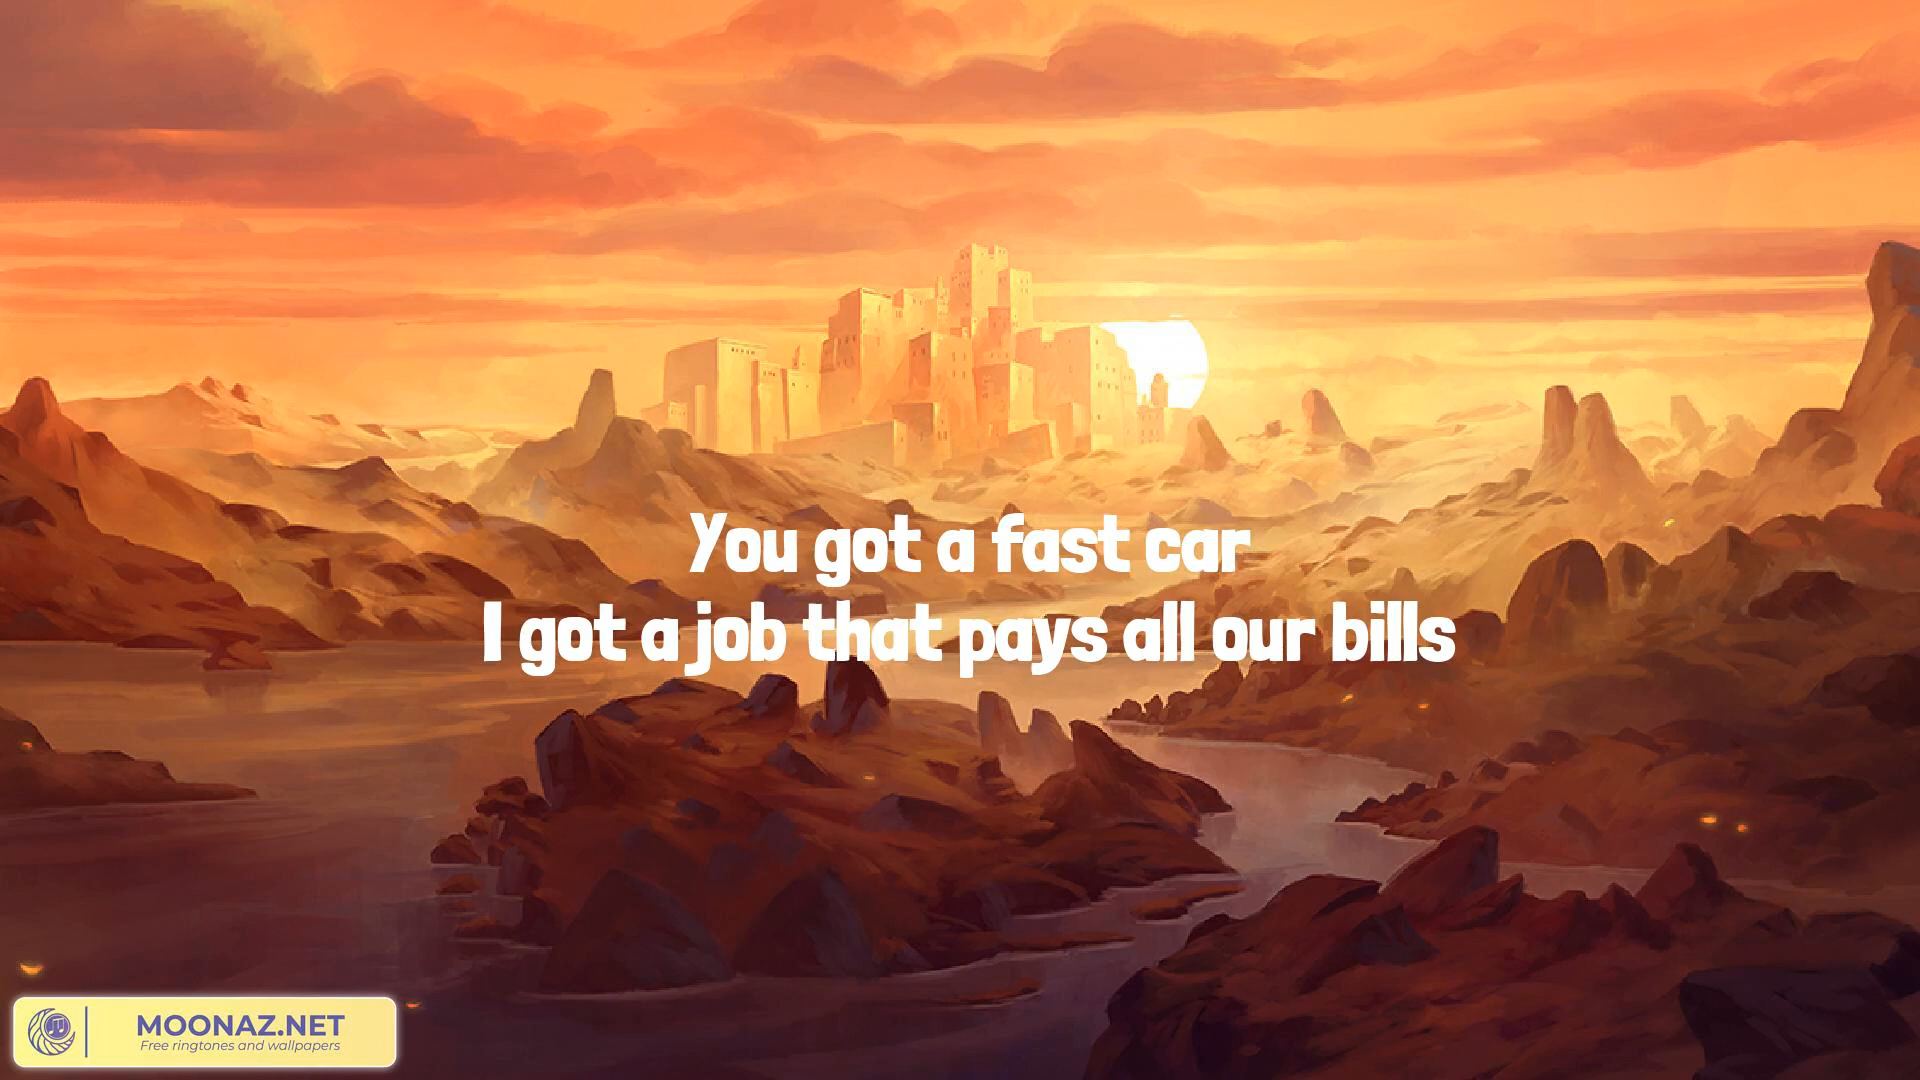 You got a fast car
I got a job that pays all our bills
MOONAZ.NET
Free ringtones and wallpapers